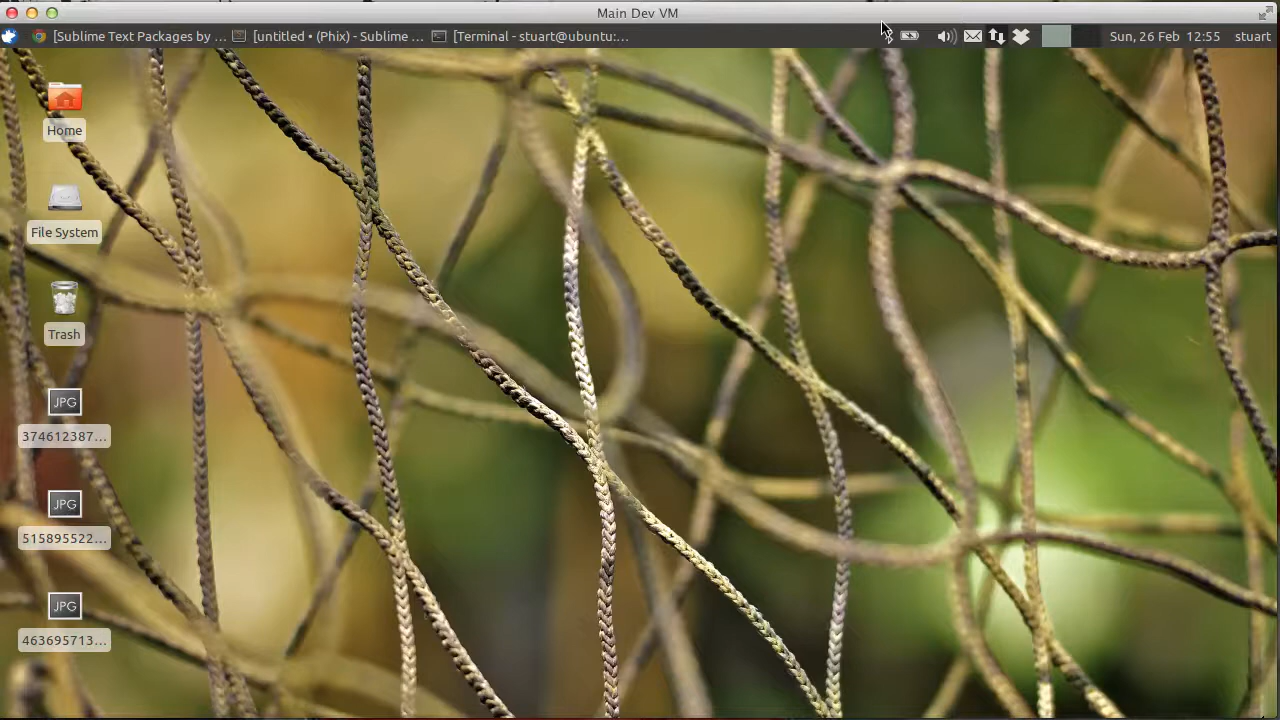 Main Dev VM
[Sublime Text Packages by ... [untitled • (Phix) - Sublime ... [Terminal - stuart@ubuntu:... Sun, 26 Feb 12:55 stuart
Home
File System
Trash
JPG
374612387...
JPG
515895522...
JPG
463695713...